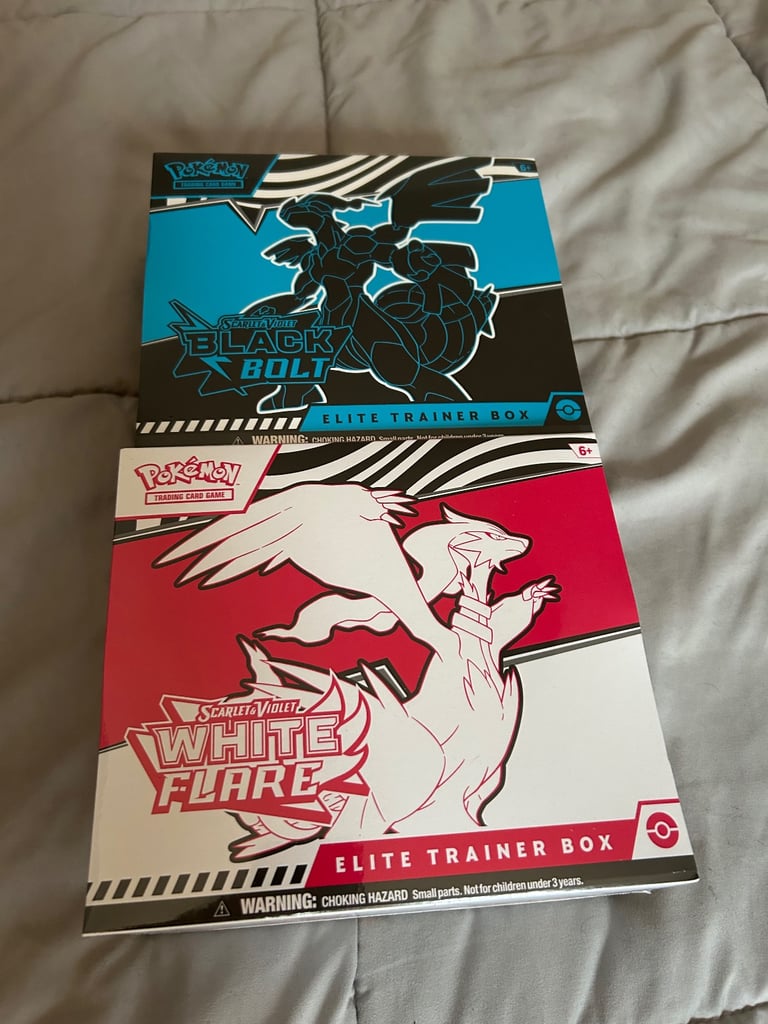 Pokémon
TRADING CARD GAME
6+
SCARLET & VIOLET
BLACK
BOLT
ELITE TRAINER BOX
WARNING: CHOKING HAZARD Small parts. Not for children under 3 years.
Pokémon
TRADING CARD GAME
6+
SCARLET & VIOLET
WHITE
FLARE
ELITE TRAINER BOX
WARNING: CHOKING HAZARD Small parts. Not for children under 3 years.